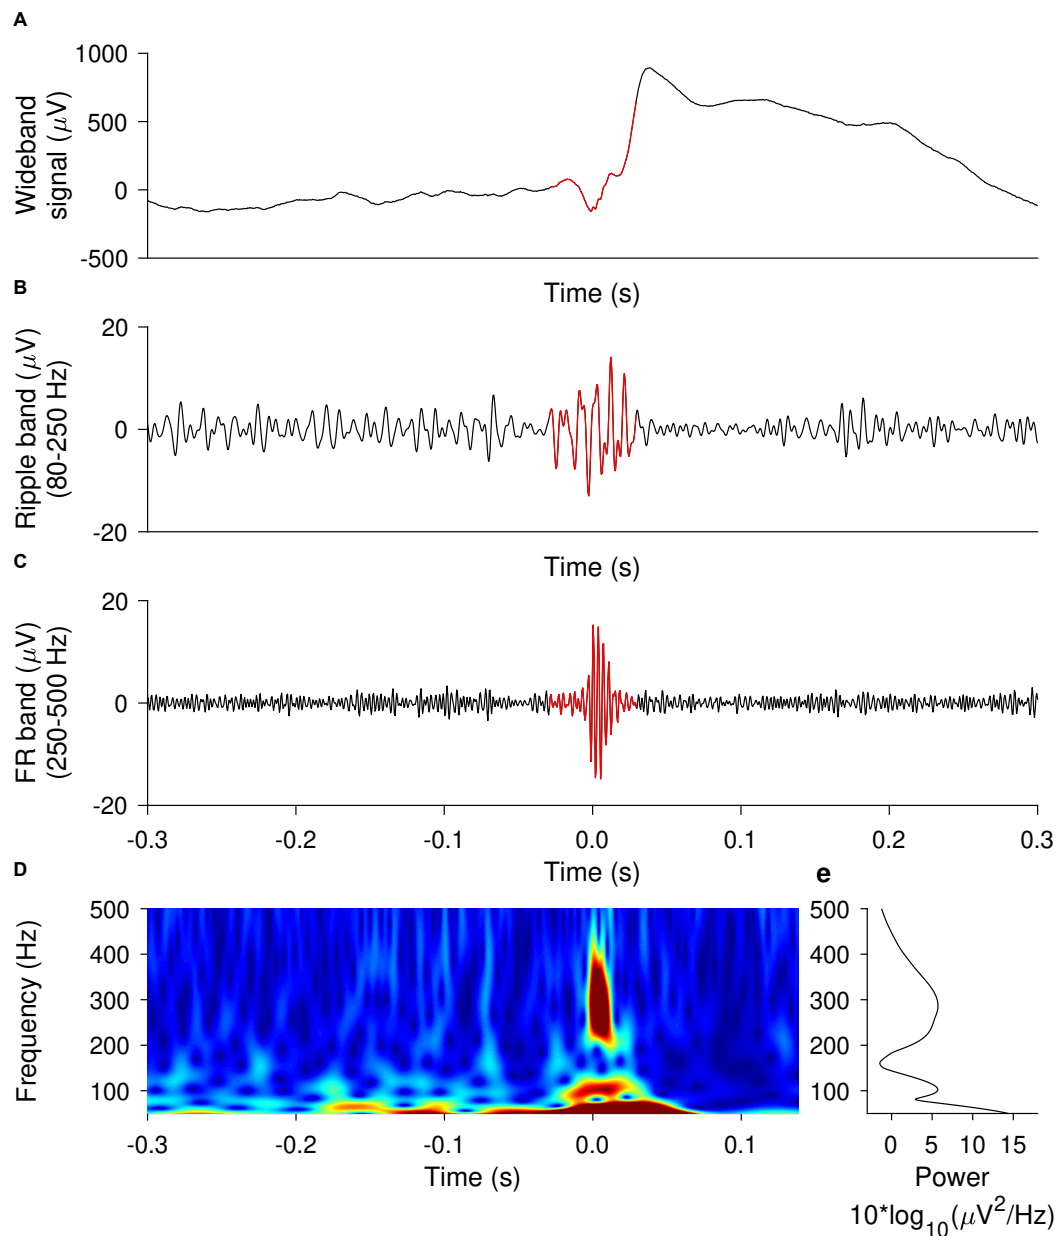 A
Wideband
signal (μV)
1000
500
0
-500
Time (s)
B
Ripple band (μV)
(80-250 Hz)
20
0
-20
Time (s)
C
FR band (μV)
(250-500 Hz)
20
0
-20
-0.3 -0.2 -0.1 0.0 0.1 0.2 0.3
Time (s)
D
Frequency (Hz)
500
400
300
200
100
-0.3 -0.2 -0.1 0.0 0.1
Time (s)
e
500
400
300
200
100
0 5 10 15
Power
10*log10(μV2/Hz)